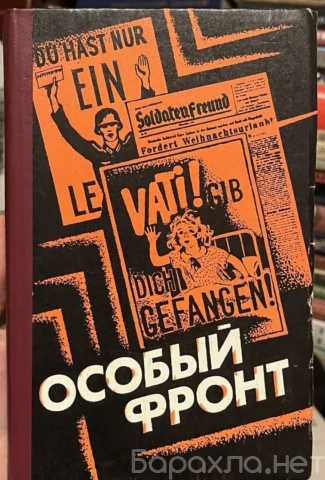 DU HAST NUR
EIN
LE
Soldatenfreund
Fordert Weihnachtsurlaub!
VATI! GIB
DICH
GEFANGEN!
ОСОБЫЙ
ФРОНТ
Барахла.нет